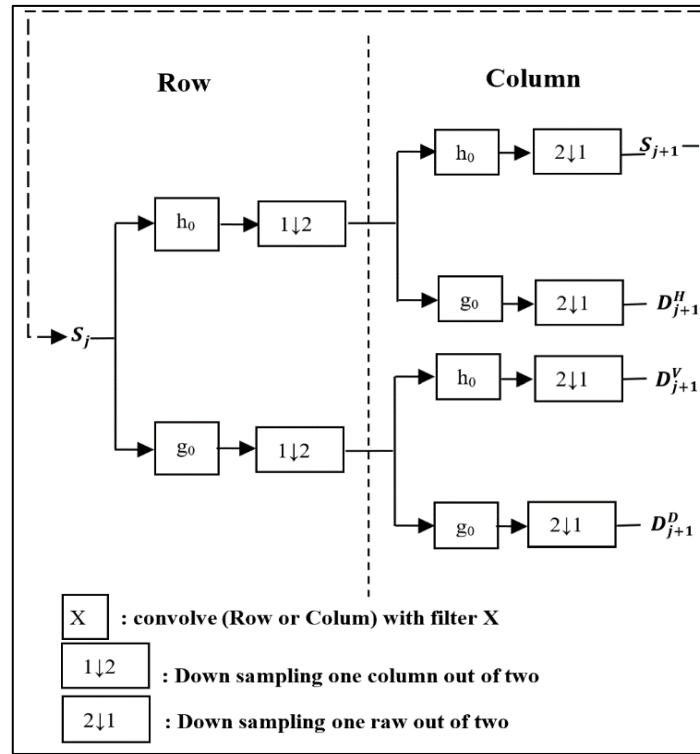 Row
Column
h₀
2↓1
S_{j+1}
h₀
1↓2
g₀
2↓1
D^H_{j+1}
S_j
h₀
2↓1
D^V_{j+1}
g₀
1↓2
g₀
2↓1
D^D_{j+1}
X : convolve (Row or Colum) with filter X
1↓2 : Down sampling one column out of two
2↓1 : Down sampling one raw out of two